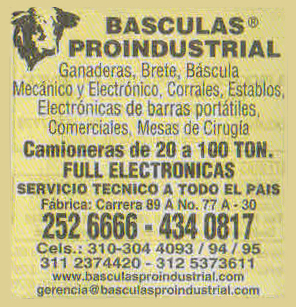 BASCULAS®
PROINDUSTRIAL
Ganaderas, Brete, Báscula
Mecánico y Electrónico, Corrales, Establos,
Electrónicas de barras portátiles,
Comerciales, Mesas de Cirugía
Camioneras de 20 a 100 TON.
FULL ELECTRONICAS
SERVICIO TECNICO A TODO EL PAIS
Fábrica: Carrera 89 A No. 77 A - 30
252 6666 - 434 0817
Cels.: 310-304 4093 / 94 / 95
311 2374420 - 312 5373611
www.basculasproindustrial.com
gerencia@basculasproindustrial.com